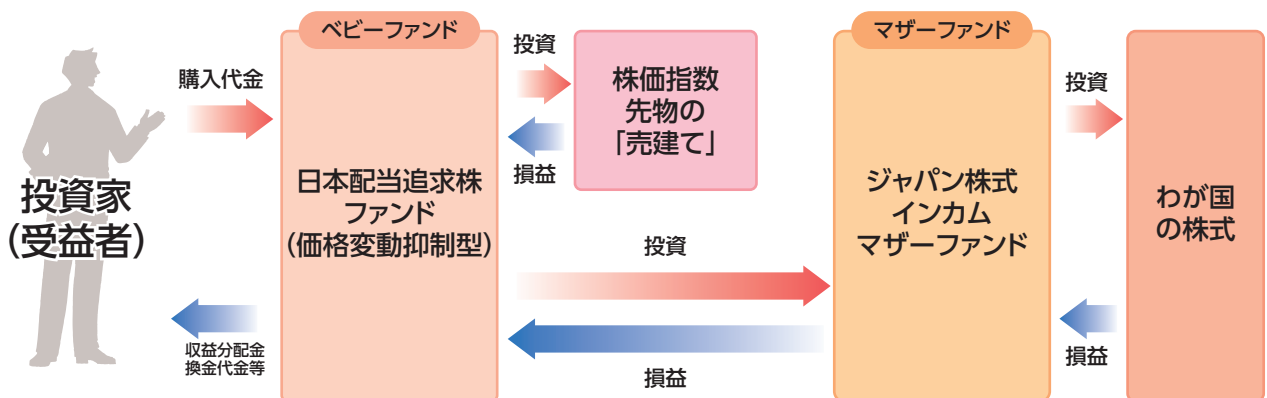 ベビーファンド
マザーファンド
投資
購入代金
株価指数
先物の
「売建て」
投資
損益
投資家
(受益者)
日本配当追求株
ファンド
(価格変動抑制型)
ジャパン株式
インカム
マザーファンド
わが国
の株式
投資
収益分配金
換金代金等
損益
損益